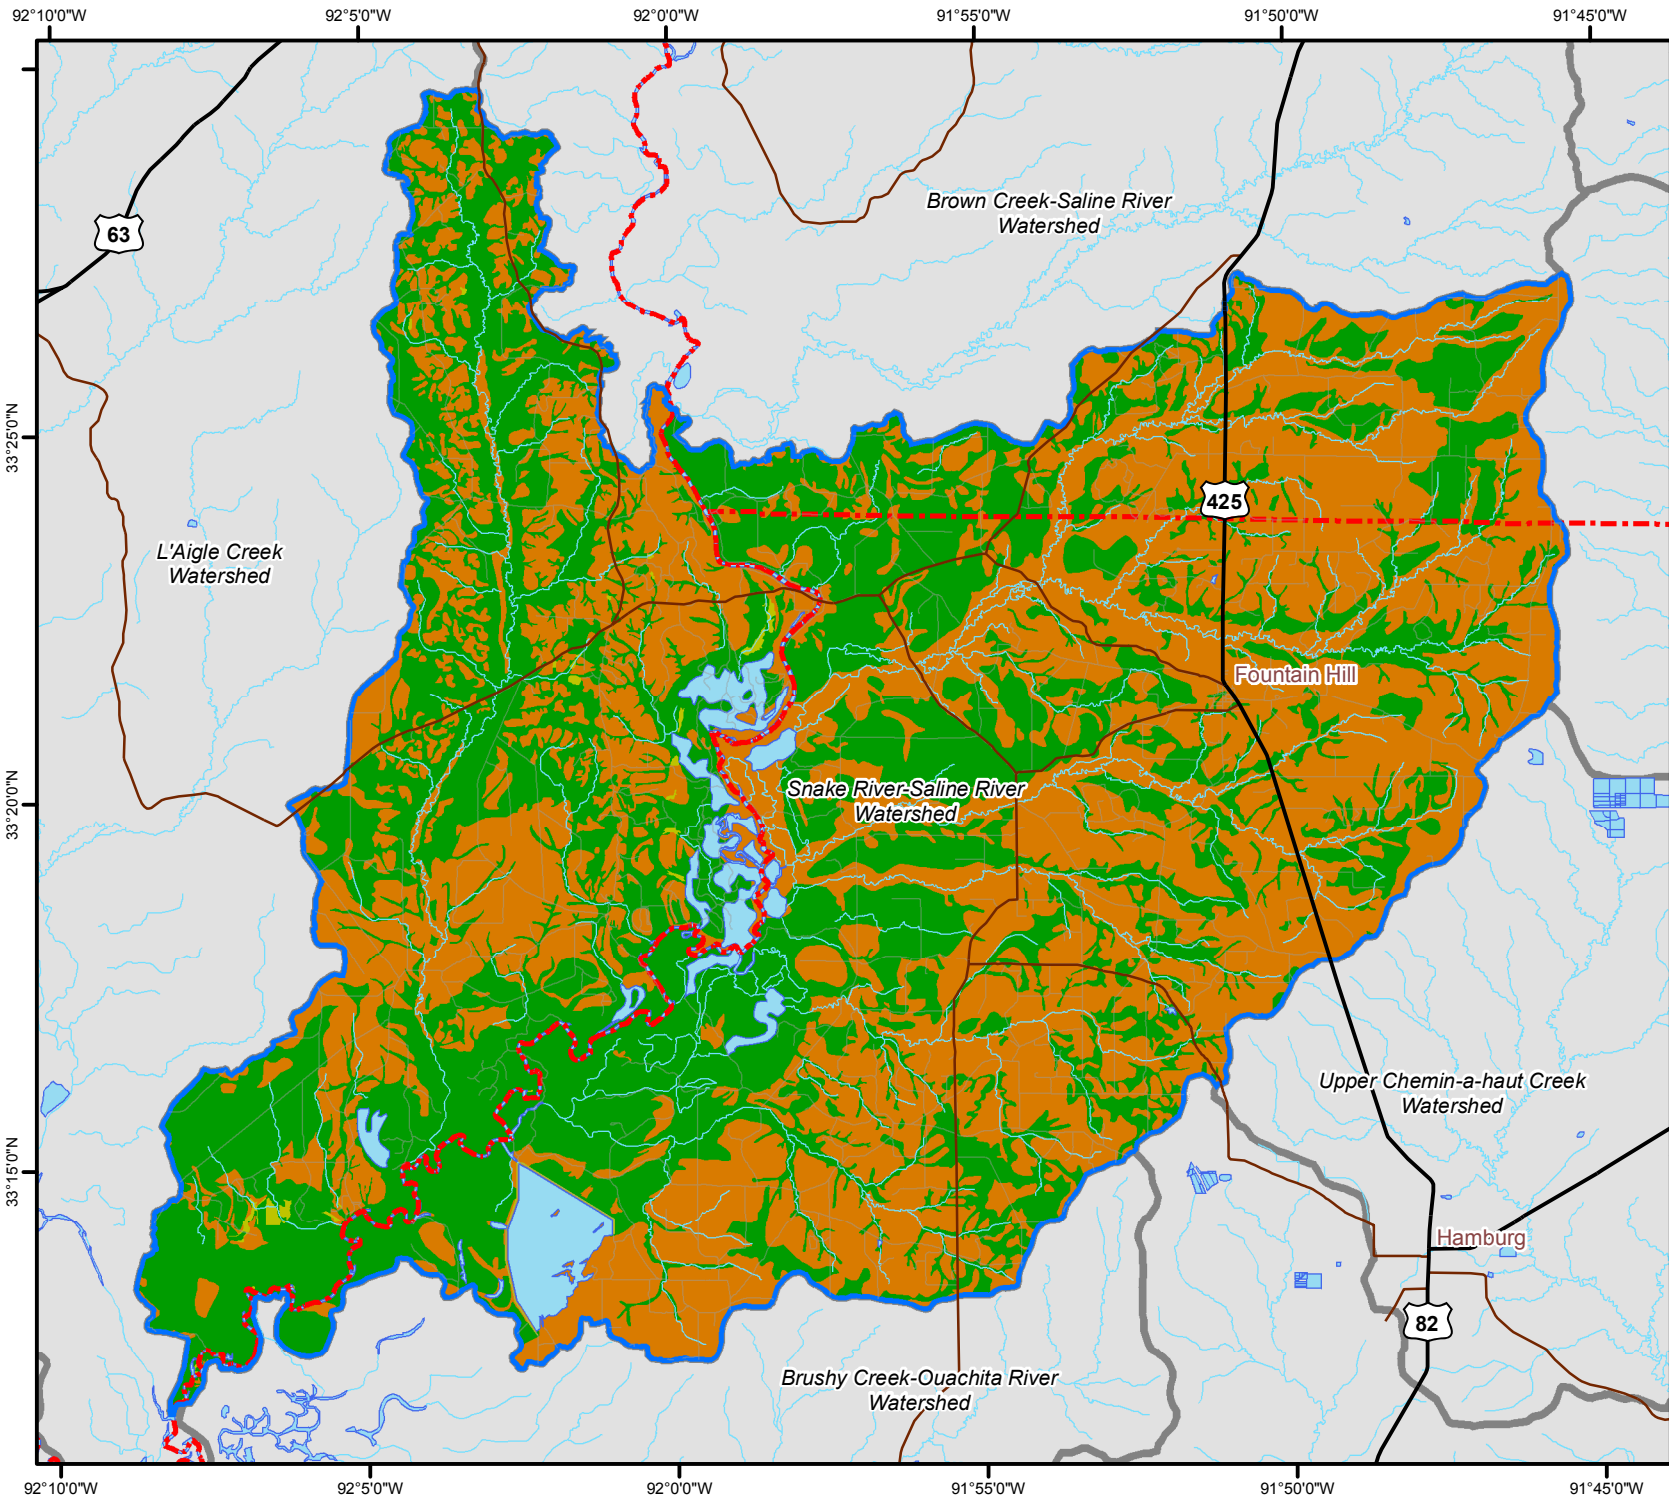 92°10'0"W
92°5'0"W
92°0'0"W
91°55'0"W
91°50'0"W
91°45'0"W
63
Brown Creek-Saline River
Watershed
33°25'0"N
425
L'Aigle Creek
Watershed
Fountain Hill
33°20'0"N
Snake River-Saline River
Watershed
Upper Chemin-a-haut Creek
Watershed
33°15'0"N
Hamburg
82
Brushy Creek-Ouachita River
Watershed
92°10'0"W
92°5'0"W
92°0'0"W
91°55'0"W
91°50'0"W
91°45'0"W